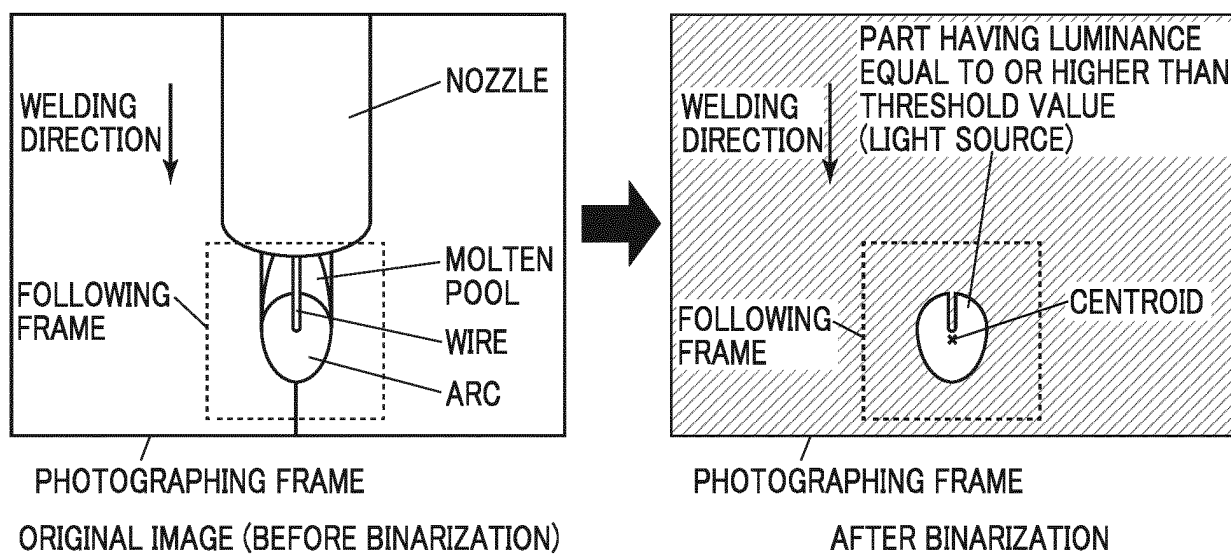 NOZZLE
WELDING
DIRECTION
MOLTEN
POOL
FOLLOWING
FRAME
WIRE
ARC
PHOTOGRAPHING FRAME
ORIGINAL IMAGE (BEFORE BINARIZATION)
PART HAVING LUMINANCE
EQUAL TO OR HIGHER THAN
THRESHOLD VALUE
(LIGHT SOURCE)
WELDING
DIRECTION
CENTROID
FOLLOWING
FRAME
PHOTOGRAPHING FRAME
AFTER BINARIZATION